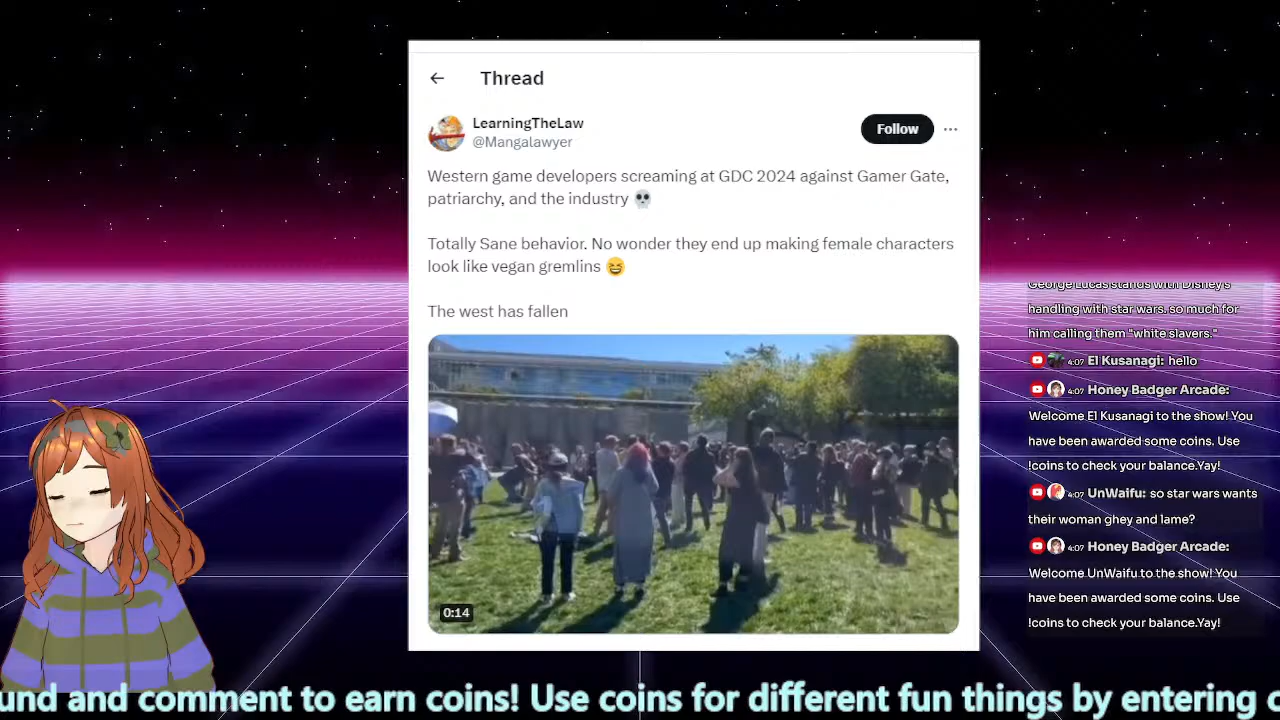 Thread
LearningTheLaw
@Mangalawyer
Follow
Western game developers screaming at GDC 2024 against Gamer Gate,
patriarchy, and the industry 💀
Totally Sane behavior. No wonder they end up making female characters
look like vegan gremlins 😆
The west has fallen
0:14
George Lucas stands with Disney's
handling with star wars. so much for
him calling them "white slavers."
4:07 El Kusanagi: hello
4:07 Honey Badger Arcade:
Welcome El Kusanagi to the show! You
have been awarded some coins. Use
!coins to check your balance.Yay!
4:07 UnWaifu: so star wars wants
their woman ghey and lame?
4:07 Honey Badger Arcade:
Welcome UnWaifu to the show! You
have been awarded some coins. Use
!coins to check your balance.Yay!
and comment to earn coins! Use coins for different fun things by entering